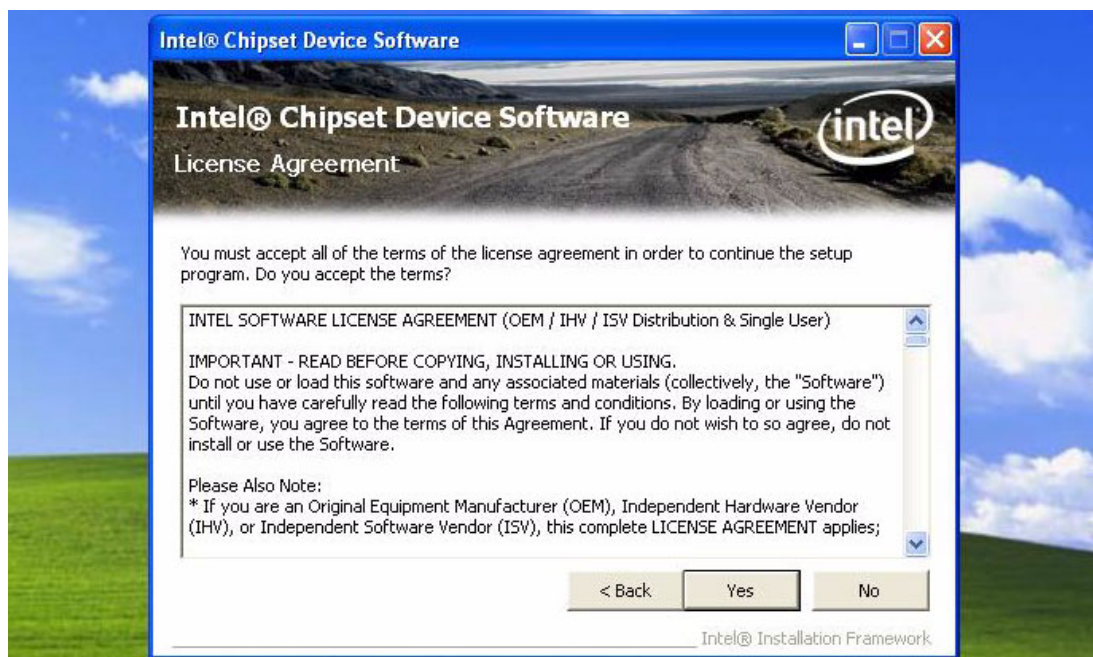 Intel® Chipset Device Software
Intel® Chipset Device Software
intel
License Agreement
You must accept all of the terms of the license agreement in order to continue the setup
program. Do you accept the terms?
INTEL SOFTWARE LICENSE AGREEMENT (OEM / IHV / ISV Distribution & Single User)
IMPORTANT - READ BEFORE COPYING, INSTALLING OR USING.
Do not use or load this software and any associated materials (collectively, the "Software")
until you have carefully read the following terms and conditions. By loading or using the
Software, you agree to the terms of this Agreement. If you do not wish to so agree, do not
install or use the Software.
Please Also Note:
* If you are an Original Equipment Manufacturer (OEM), Independent Hardware Vendor
(IHV), or Independent Software Vendor (ISV), this complete LICENSE AGREEMENT applies;
< Back Yes No
Intel® Installation Framework